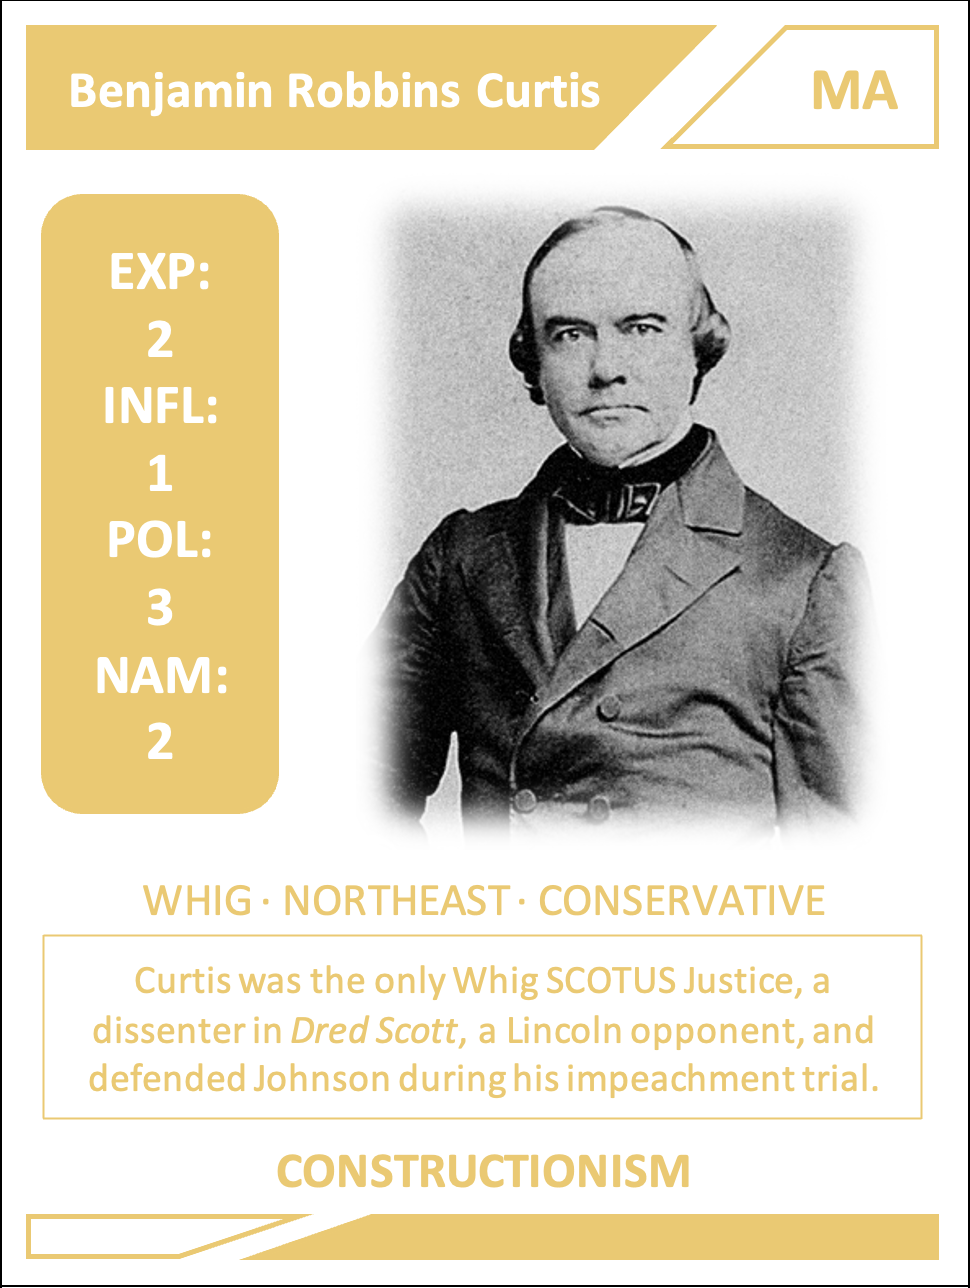 Benjamin Robbins Curtis
MA
EXP:
2
INFL:
1
POL:
3
NAM:
2
WHIG · NORTHEAST · CONSERVATIVE
Curtis was the only Whig SCOTUS Justice, a
dissenter in Dred Scott, a Lincoln opponent, and
defended Johnson during his impeachment trial.
CONSTRUCTIONISM